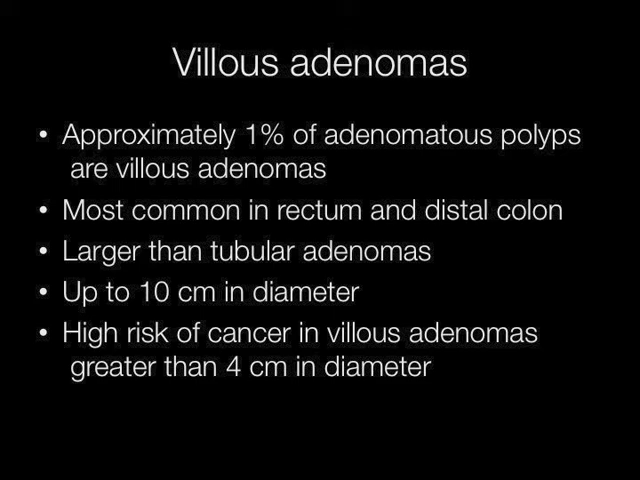 Villous adenomas
• Approximately 1% of adenomatous polyps
are villous adenomas
• Most common in rectum and distal colon
• Larger than tubular adenomas
• Up to 10 cm in diameter
• High risk of cancer in villous adenomas
greater than 4 cm in diameter